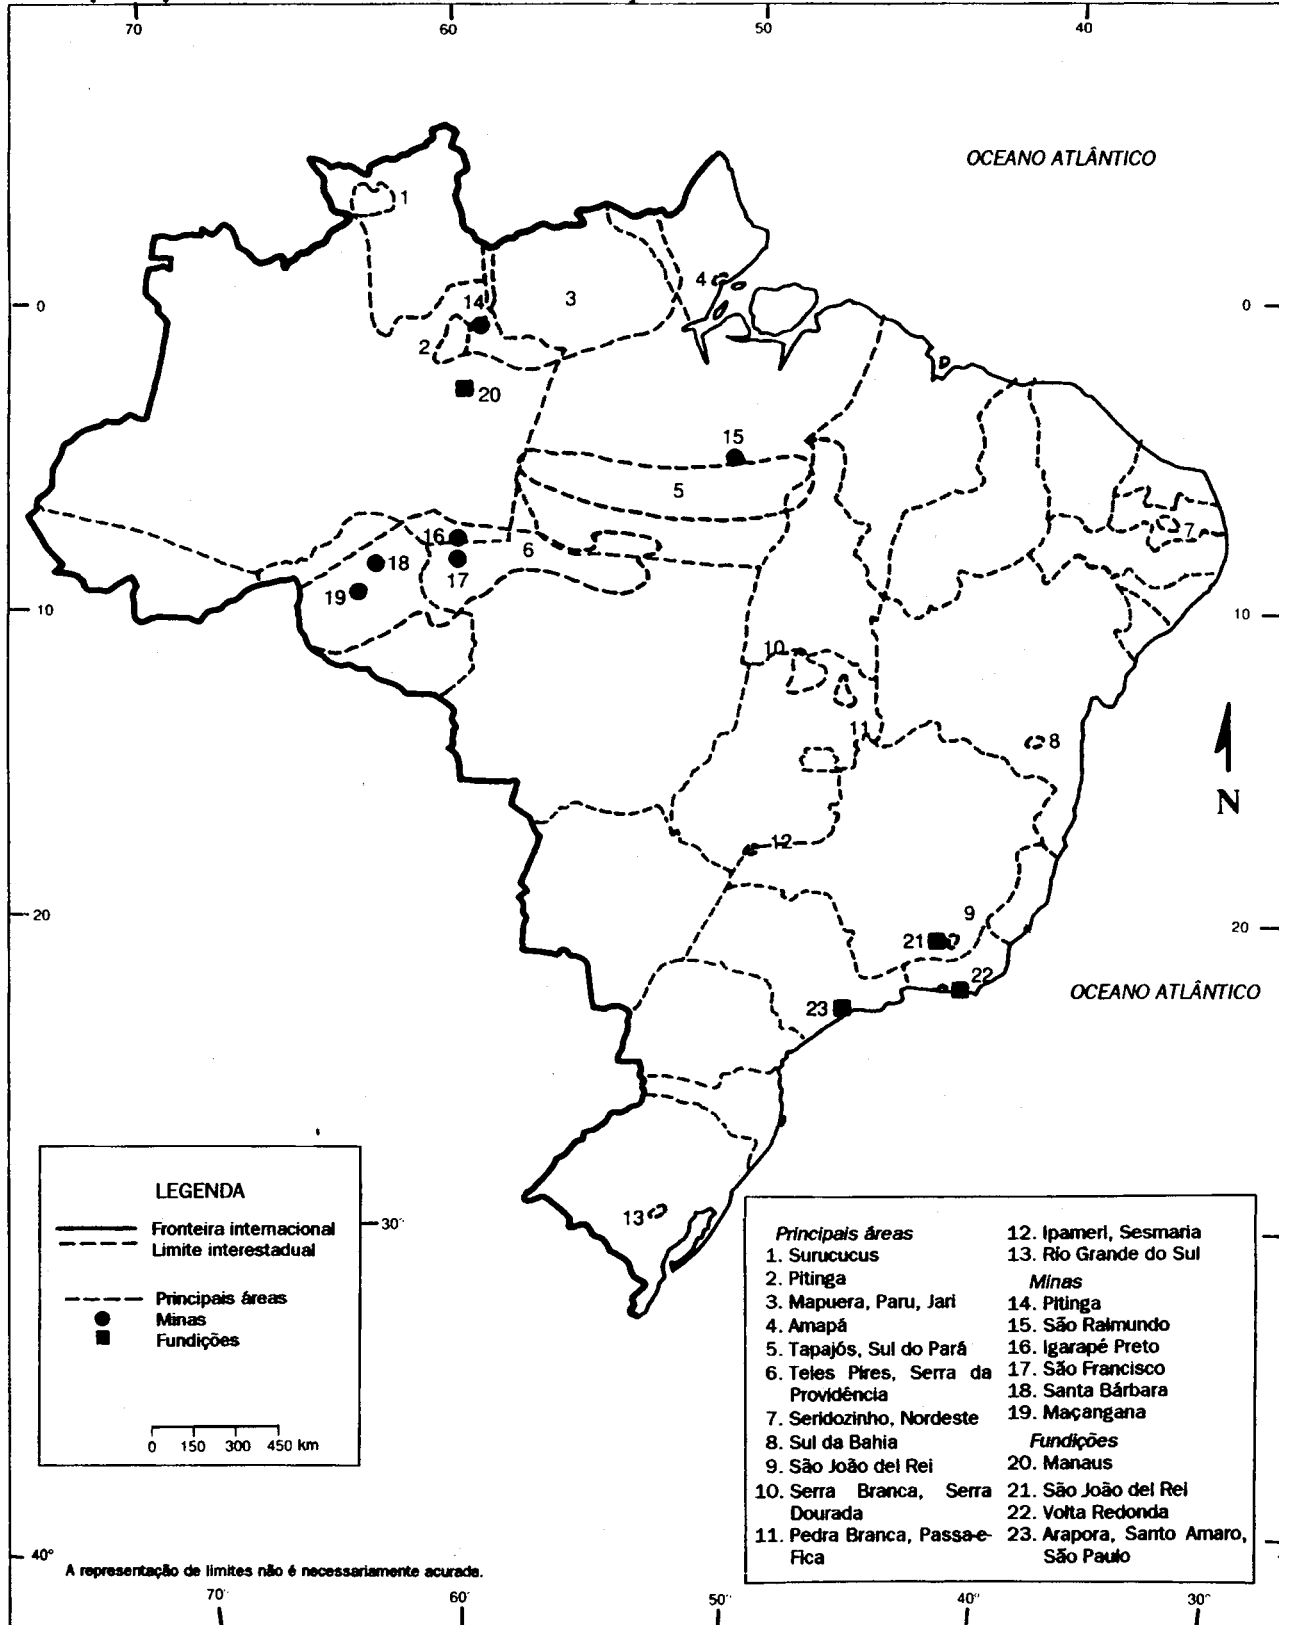 70
60
50
40
OCEANO ATLÂNTICO
1
4
3
14
0
0
2
20
15
5
7
16
6
18
17
19
10
10
10
11
8
N
12
9
20
21
20
22
OCEANO ATLÂNTICO
23
13
30
LEGENDA
Fronteira internacional
Limite interestadual
Principais áreas
Minas
Fundições
0 150 300 450 km
Principais áreas
1. Surucucus
2. Pitinga
3. Mapuera, Paru, Jari
4. Amapá
5. Tapajós, Sul do Pará
6. Teles Pires, Serra da
Providência
7. Seridozinho, Nordeste
8. Sul da Bahia
9. São João del Rei
10. Serra Branca, Serra
Dourada
11. Pedra Branca, Passa-e-
Fica
12. Ipameri, Sesmaria
13. Rio Grande do Sul
Minas
14. Pitinga
15. São Raimundo
16. Igarapé Preto
17. São Francisco
18. Santa Bárbara
19. Maçangana
Fundições
20. Manaus
21. São João del Rei
22. Volta Redonda
23. Arapora, Santo Amaro,
São Paulo
40°
A representação de limites não é necessariamente acurada.
70
60
50
40
30